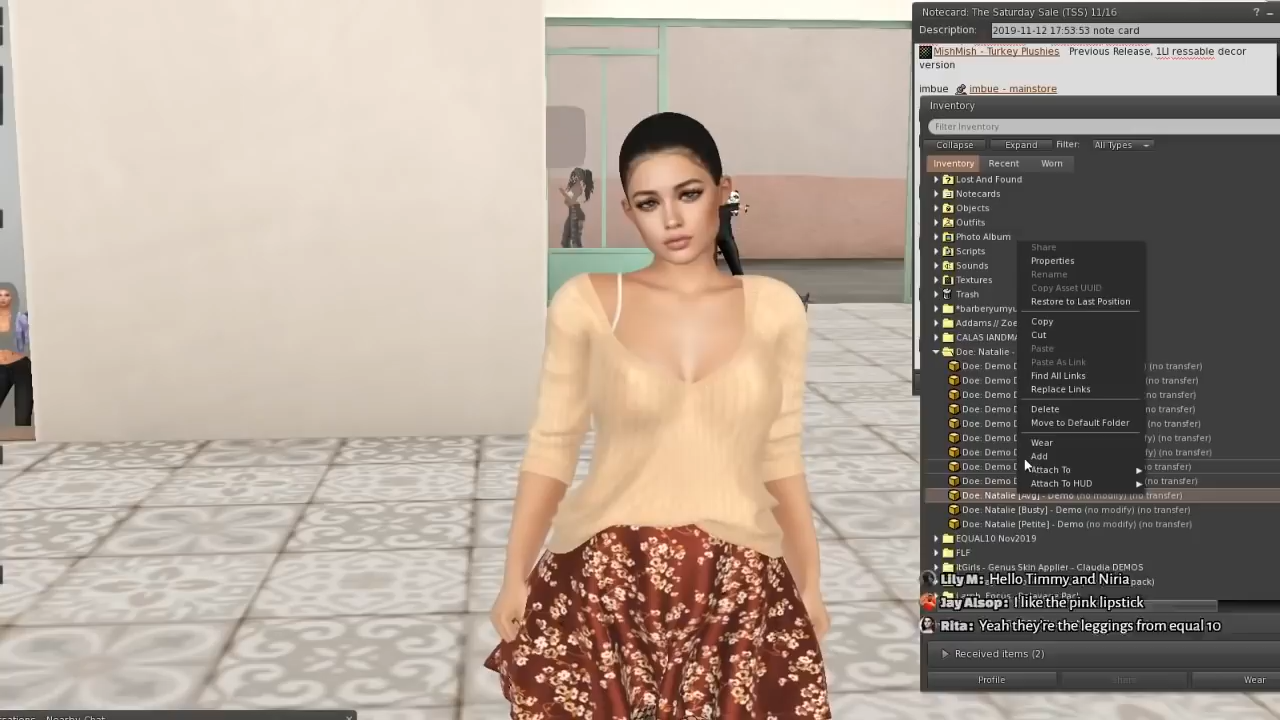 Notecard: The Saturday Sale (TSS) 11/16
?
Description: 2019-11-12 17:53:53 note card
MishMish - Turkey Plushies Previous Release, 1LI ressable decor
version
imbue imbue - mainstore
Inventory
Filter Inventory
Collapse Expand Filter: All Types
Inventory Recent Worn
Lost And Found
Notecards
Objects
Outfits
Photo Album
Scripts
Sounds
Textures
Trash
*barberyumyu
Addams // Zoe
CALAS IANDMA
Doe: Natalie -
Doe: Demo (no transfer)
Doe: Demo (no transfer)
Doe: Demo no transfer)
Doe: Demo no transfer)
Doe: Demo (no transfer)
Doe: Demo fy) (no transfer)
Doe: Demo y) (no transfer)
Doe: Demo o transfer)
Doe: Demo (no transfer)
Doe: Natalie [Avg] - Demo (no modify) (no transfer)
Doe: Natalie [Busty] - Demo (no modify) (no transfer)
Doe: Natalie [Petite] - Demo (no modify) (no transfer)
EQUAL10 Nov2019
FLF
ItGirls - Genus Skin Applier - Claudia DEMOS
pack)
Share
Properties
Rename
Copy Asset UUID
Restore to Last Position
Copy
Cut
Paste
Paste As Link
Find All Links
Replace Links
Delete
Move to Default Folder
Wear
Add
Attach To
Attach To HUD
Lily M: Hello Timmy and Niria
Jay Alsop: I like the pink lipstick
Rita: Yeah they're the leggings from equal 10
Received items (2)
Profile Share Wear
sations - Nearby Chat